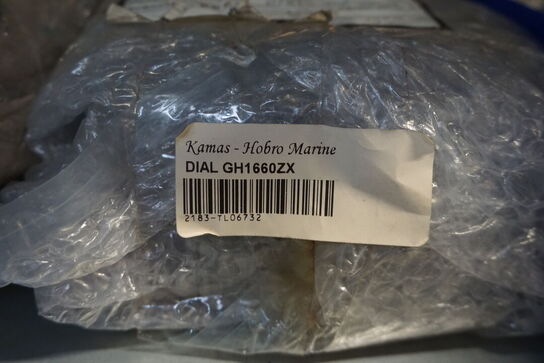 Kamas - Hobro Marine
DIAL GH1660ZX
2183-TL06732